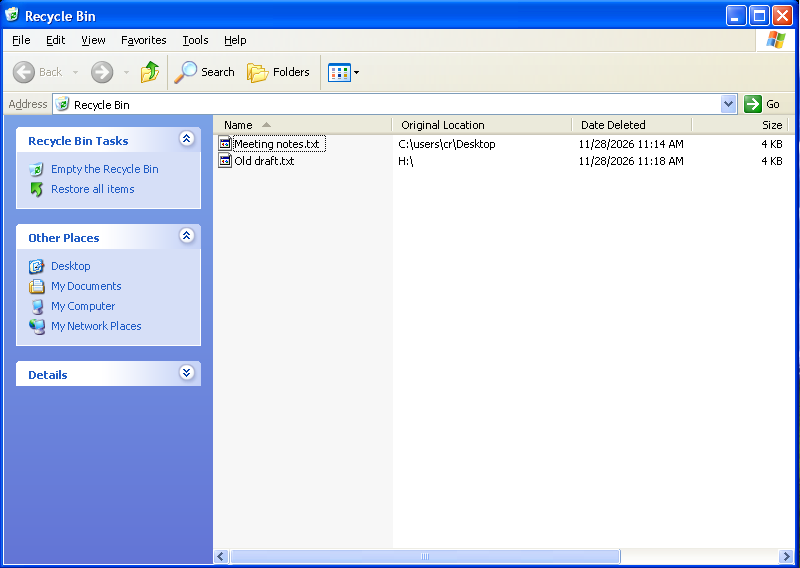 Recycle Bin
File Edit View Favorites Tools Help
Back Search Folders
Address Recycle Bin Go
Recycle Bin Tasks
Empty the Recycle Bin
Restore all items
Other Places
Desktop
My Documents
My Computer
My Network Places
Details
Name Original Location Date Deleted Size
Meeting notes.txt C:\users\cr\Desktop 11/28/2026 11:14 AM 4 KB
Old draft.txt H:\ 11/28/2026 11:18 AM 4 KB